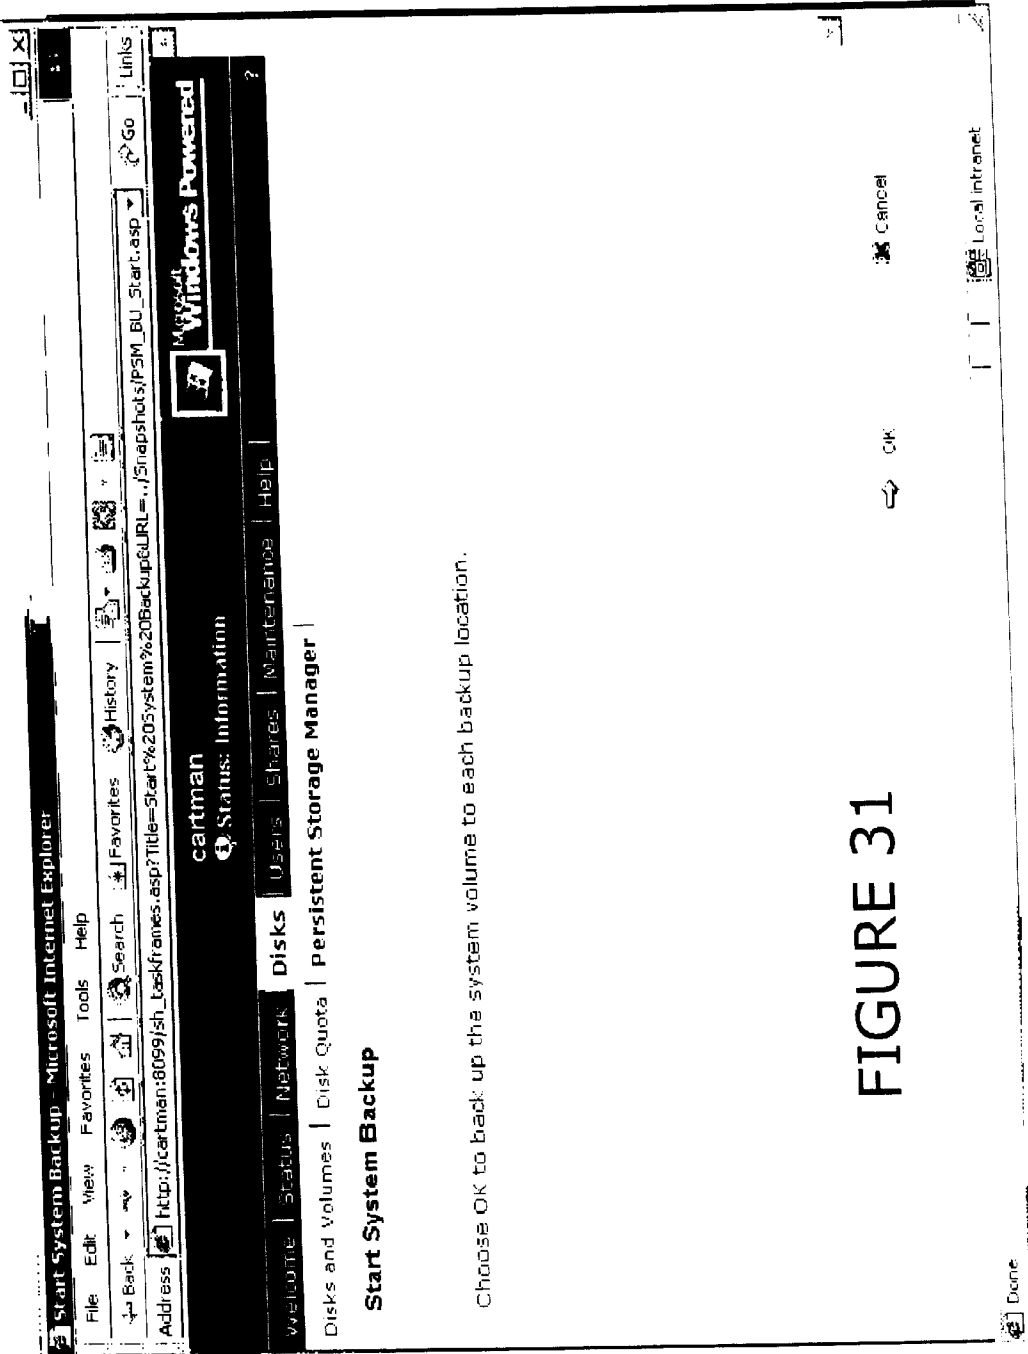 Start System Backup - Microsoft Internet Explorer
File Edit View Favorites Tools Help
Back Search Favorites History
Address http://cartman:8099/sh_taskframes.asp?Title=Start%20System%20Backup&URL=../Snapshots/PSM_BU_Start.asp Go Links
cartman
Status: Information
Microsoft
Windows Powered
Welcome | Status | Network | Disks | Users | Shares | Maintenance | Help | ?
Disks and Volumes | Disk Quota | Persistent Storage Manager |
Start System Backup
Choose OK to back up the system volume to each backup location.
OK Cancel
FIGURE 31
Done Local intranet